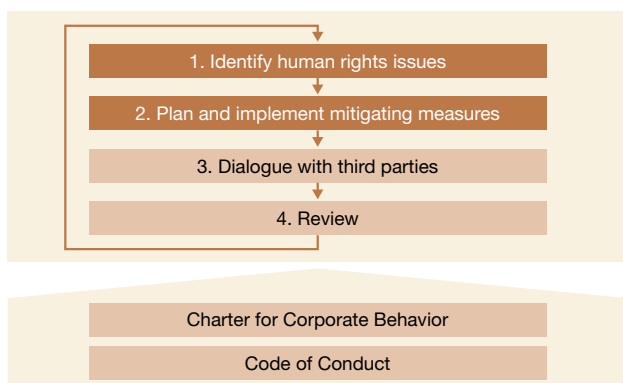 1. Identify human rights issues
2. Plan and implement mitigating measures
3. Dialogue with third parties
4. Review
Charter for Corporate Behavior
Code of Conduct